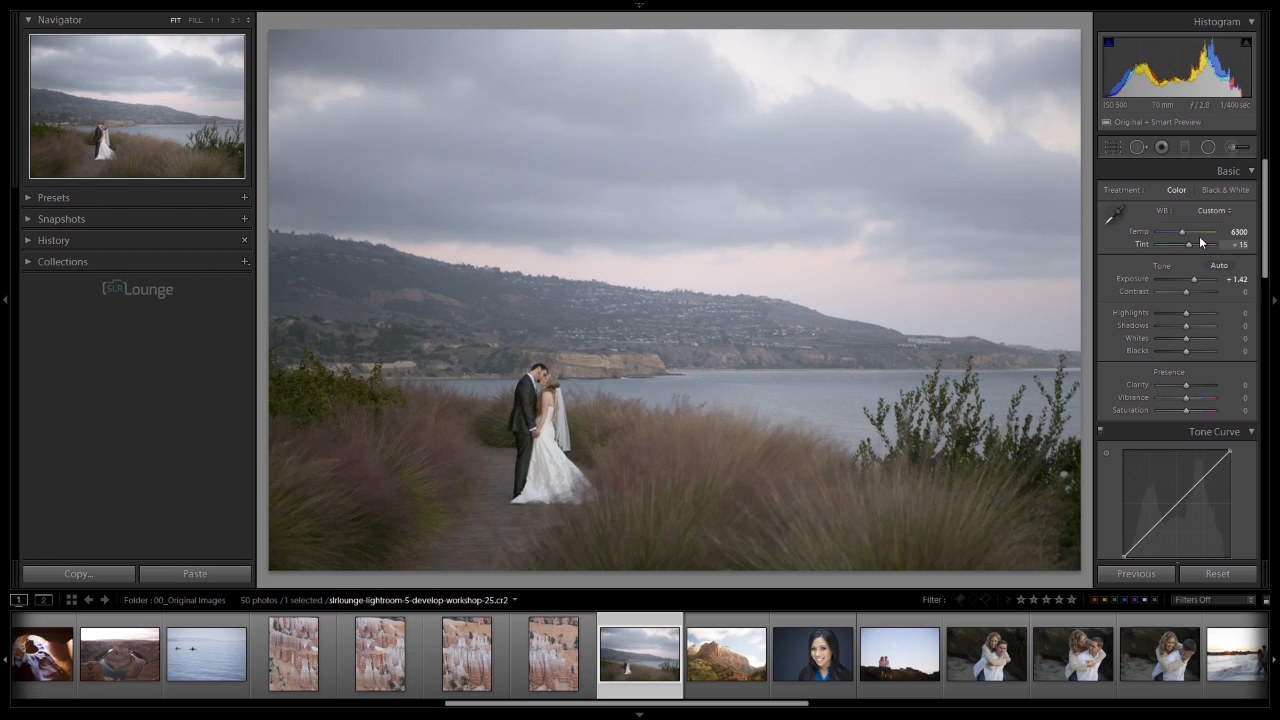 Navigator
FIT FILL 1:1 3:1
Presets
Snapshots
History
Collections
[SLR]Lounge
Copy...
Paste
Histogram
ISO 500 70 mm ƒ / 2.8 1/400 sec
Original + Smart Preview
Basic
Treatment : Color Black & White
WB : Custom
Temp 6300
Tint + 15
Tone Auto
Exposure + 1.42
Contrast 0
Highlights 0
Shadows 0
Whites 0
Blacks 0
Presence
Clarity 0
Vibrance 0
Saturation 0
Tone Curve
Previous
Reset
1 2 Folder : 00_Original Images 50 photos /1 selected /slrlounge-lightroom-5-develop-workshop-25.cr2 Filter : Filters Off